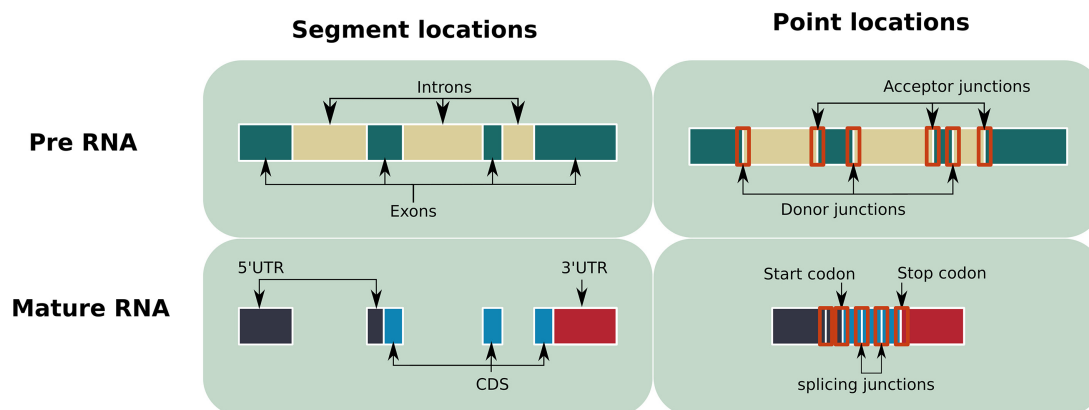 Segment locations
Point locations
Pre RNA
Introns
Exons
Acceptor junctions
Donor junctions
Mature RNA
5'UTR
3'UTR
CDS
Start codon
Stop codon
splicing junctions